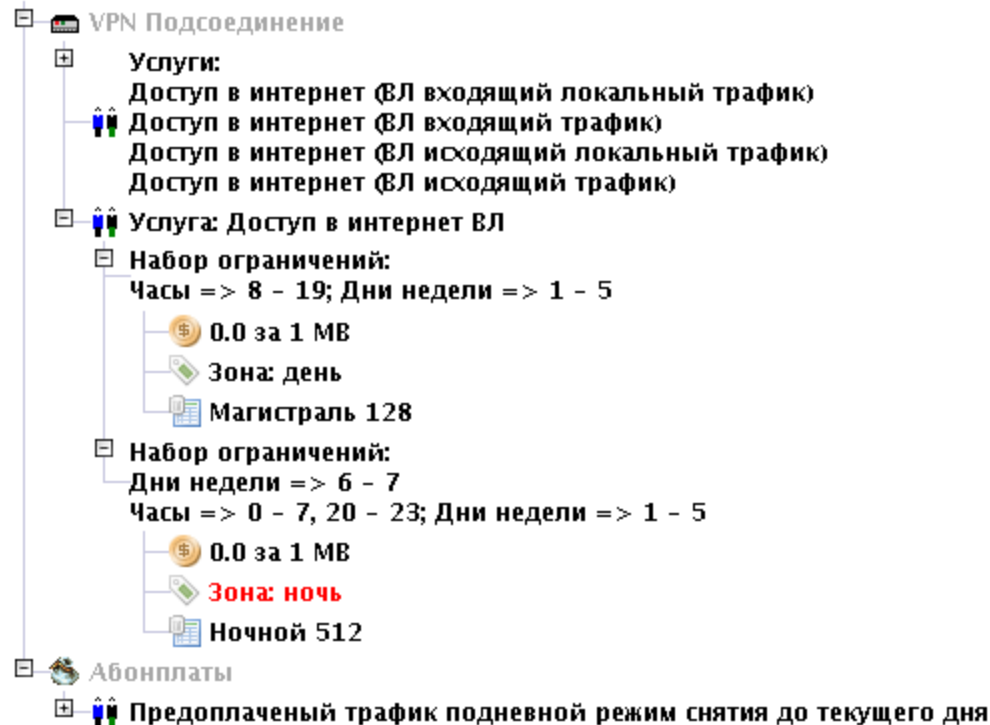 VPN Подсоединение
Услуги:
Доступ в интернет (ВЛ входящий локальный трафик)
Доступ в интернет (ВЛ входящий трафик)
Доступ в интернет (ВЛ исходящий локальный трафик)
Доступ в интернет (ВЛ исходящий трафик)
Услуга: Доступ в интернет ВЛ
Набор ограничений:
Часы => 8 - 19; Дни недели => 1 - 5
0.0 за 1 MB
Зона: день
Магистраль 128
Набор ограничений:
Дни недели => 6 - 7
Часы => 0 - 7, 20 - 23; Дни недели => 1 - 5
0.0 за 1 MB
Зона: ночь
Ночной 512
Абонплаты
Предоплаченый трафик подневной режим снятия до текущего дня